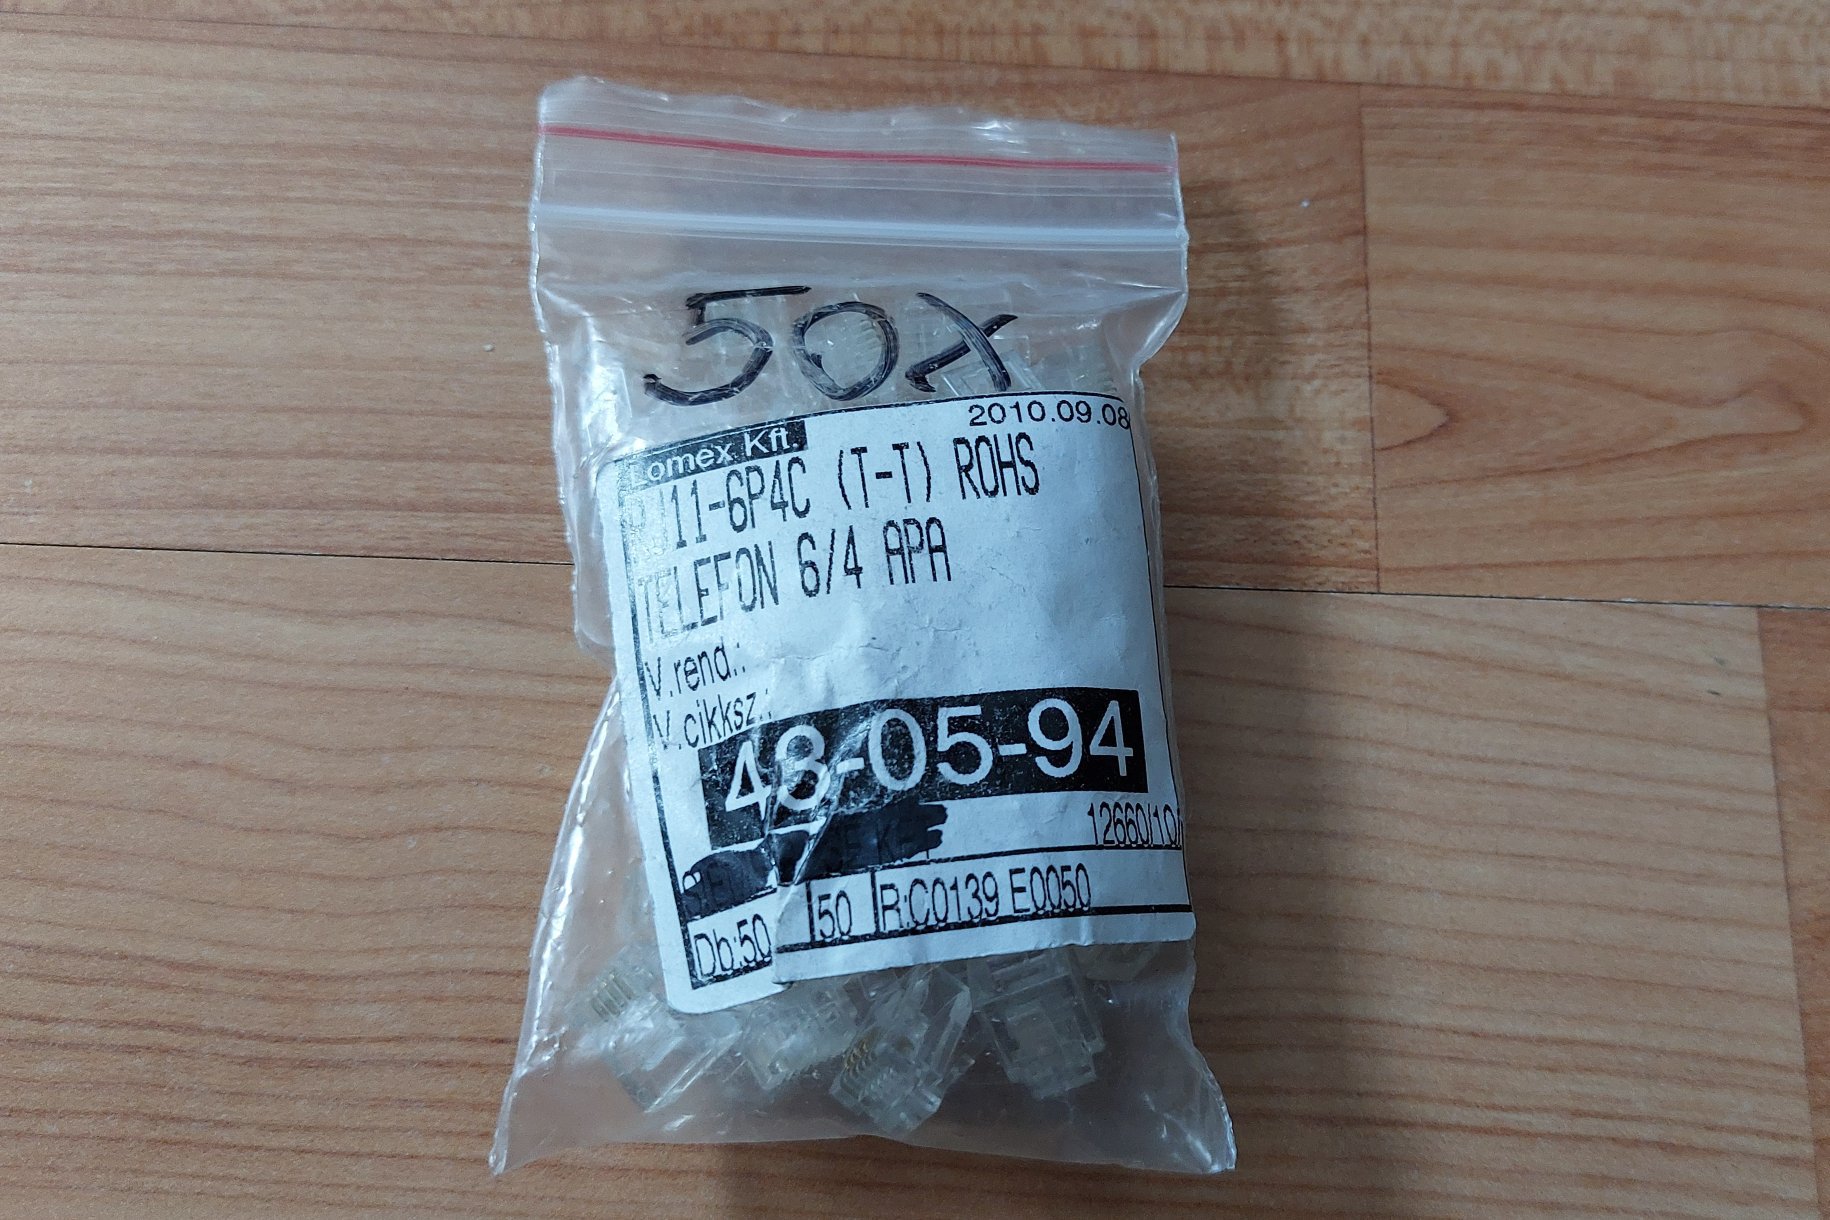 50X
2010.09.08
Lomex Kft.
RJ11-6P4C (T-T) ROHS
TELEFON 6/4 APA
V.rend.:
V.cikksz.:
43-05-94
12660/10/
Db:50 50 R:C0139 E0050